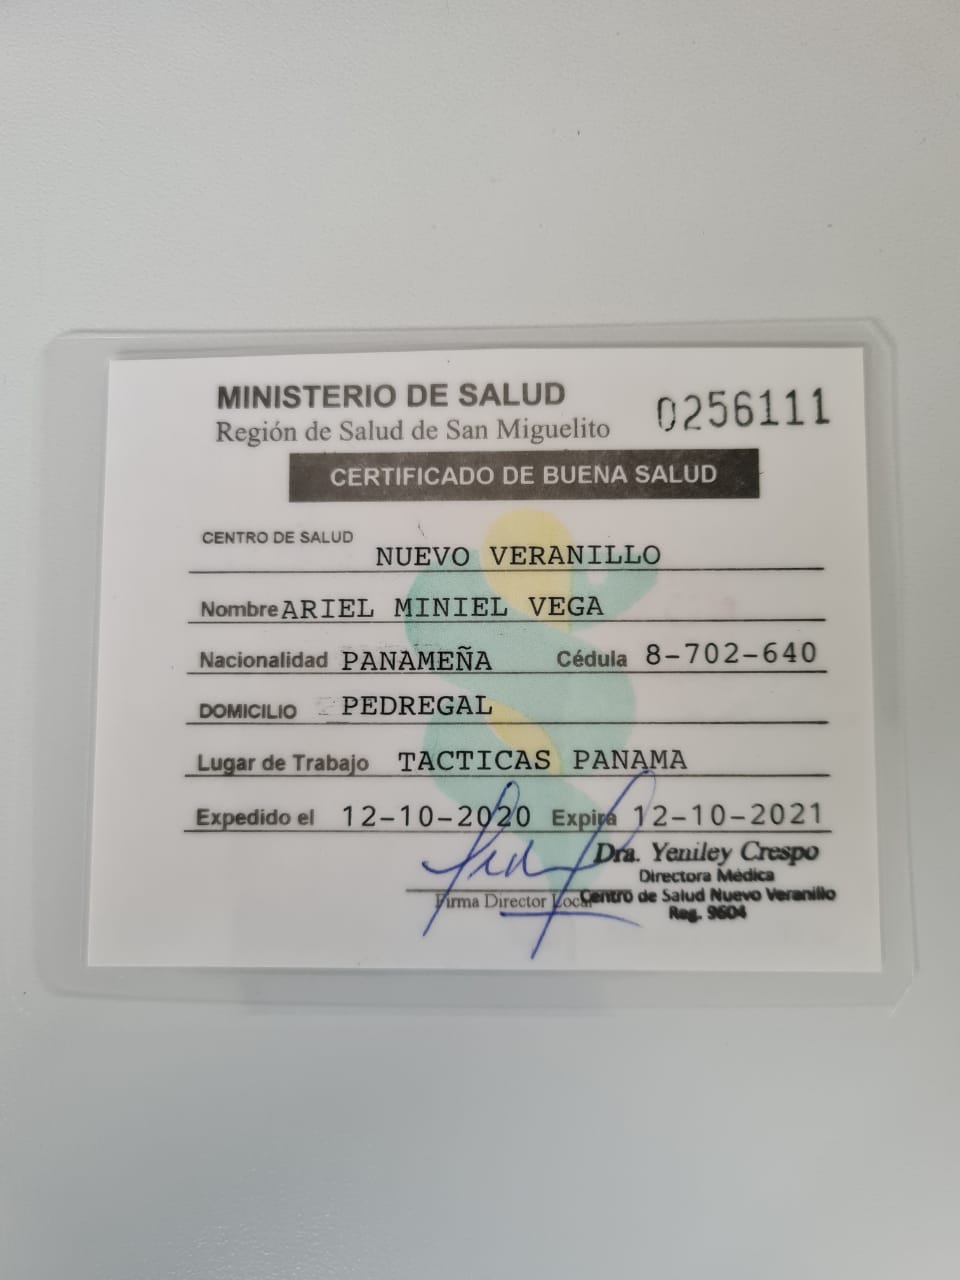 MINISTERIO DE SALUD
Región de Salud de San Miguelito
0256111
CERTIFICADO DE BUENA SALUD
CENTRO DE SALUD NUEVO VERANILLO
Nombre ARIEL MINIEL VEGA
Nacionalidad PANAMEÑA Cédula 8-702-640
DOMICILIO PEDREGAL
Lugar de Trabajo TACTICAS PANAMA
Expedido el 12-10-2020 Expira 12-10-2021
Dra. Yeniley Crespo
Directora Médica
Firma Director Local Centro de Salud Nuevo Veranillo
Reg. 9604